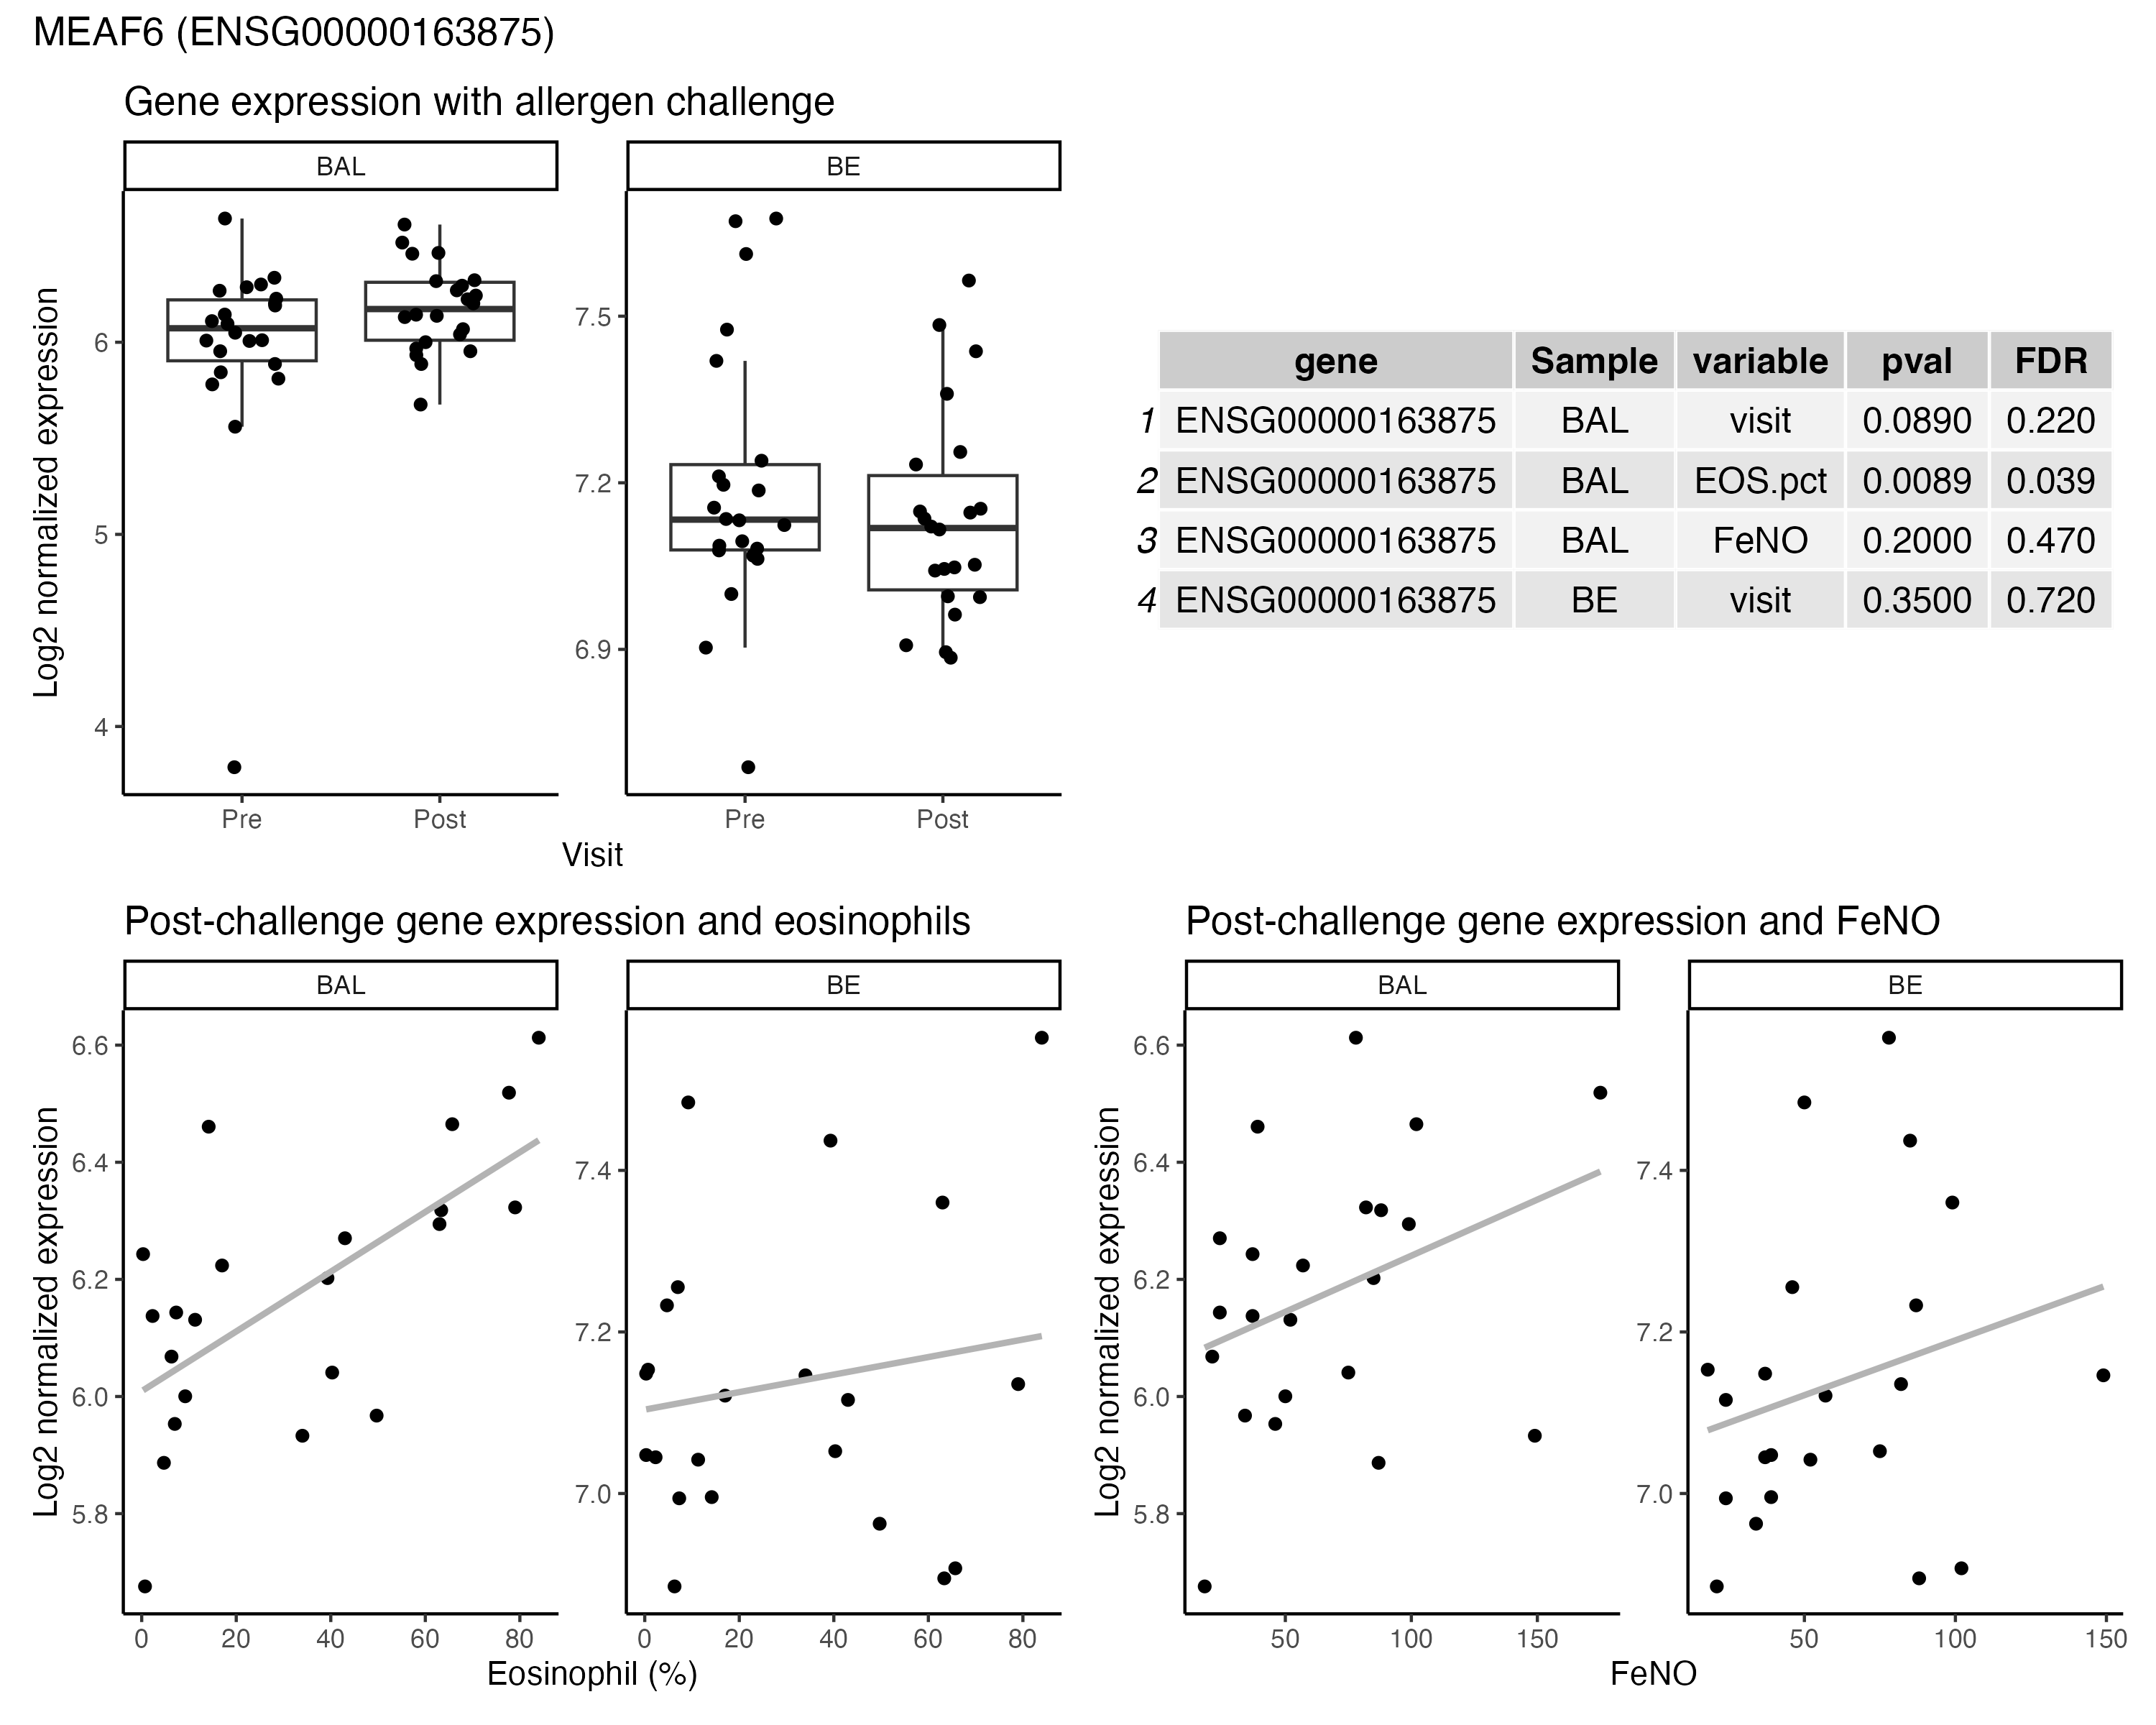 MEAF6 (ENSG00000163875)
Gene expression with allergen challenge
BAL
BE
Log2 normalized expression
6
5
4
7.5
7.2
6.9
Pre
Post
Pre
Post
Visit
gene Sample variable pval FDR
1 ENSG00000163875 BAL visit 0.0890 0.220
2 ENSG00000163875 BAL EOS.pct 0.0089 0.039
3 ENSG00000163875 BAL FeNO 0.2000 0.470
4 ENSG00000163875 BE visit 0.3500 0.720
Post-challenge gene expression and eosinophils
BAL
BE
Log2 normalized expression
6.6
6.4
6.2
6.0
5.8
7.4
7.2
7.0
0 20 40 60 80
0 20 40 60 80
Eosinophil (%)
Post-challenge gene expression and FeNO
BAL
BE
Log2 normalized expression
6.6
6.4
6.2
6.0
5.8
7.4
7.2
7.0
50 100 150
50 100 150
FeNO